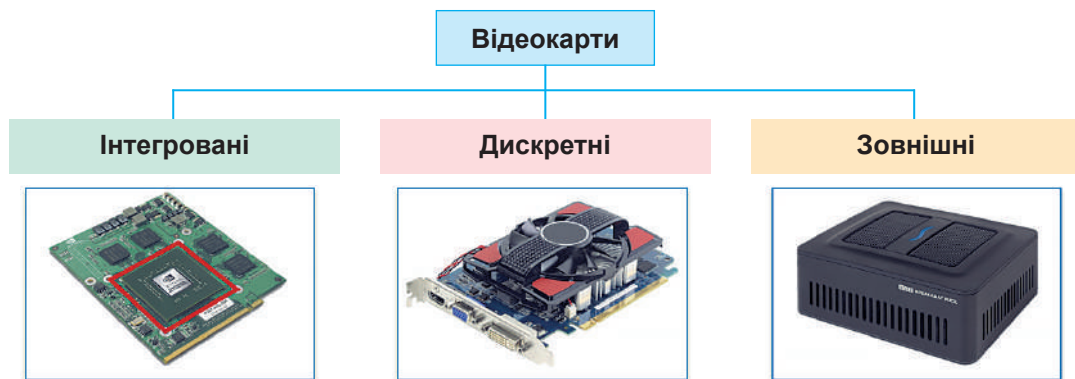 Відеокарти
Інтегровані
Дискретні
Зовнішні